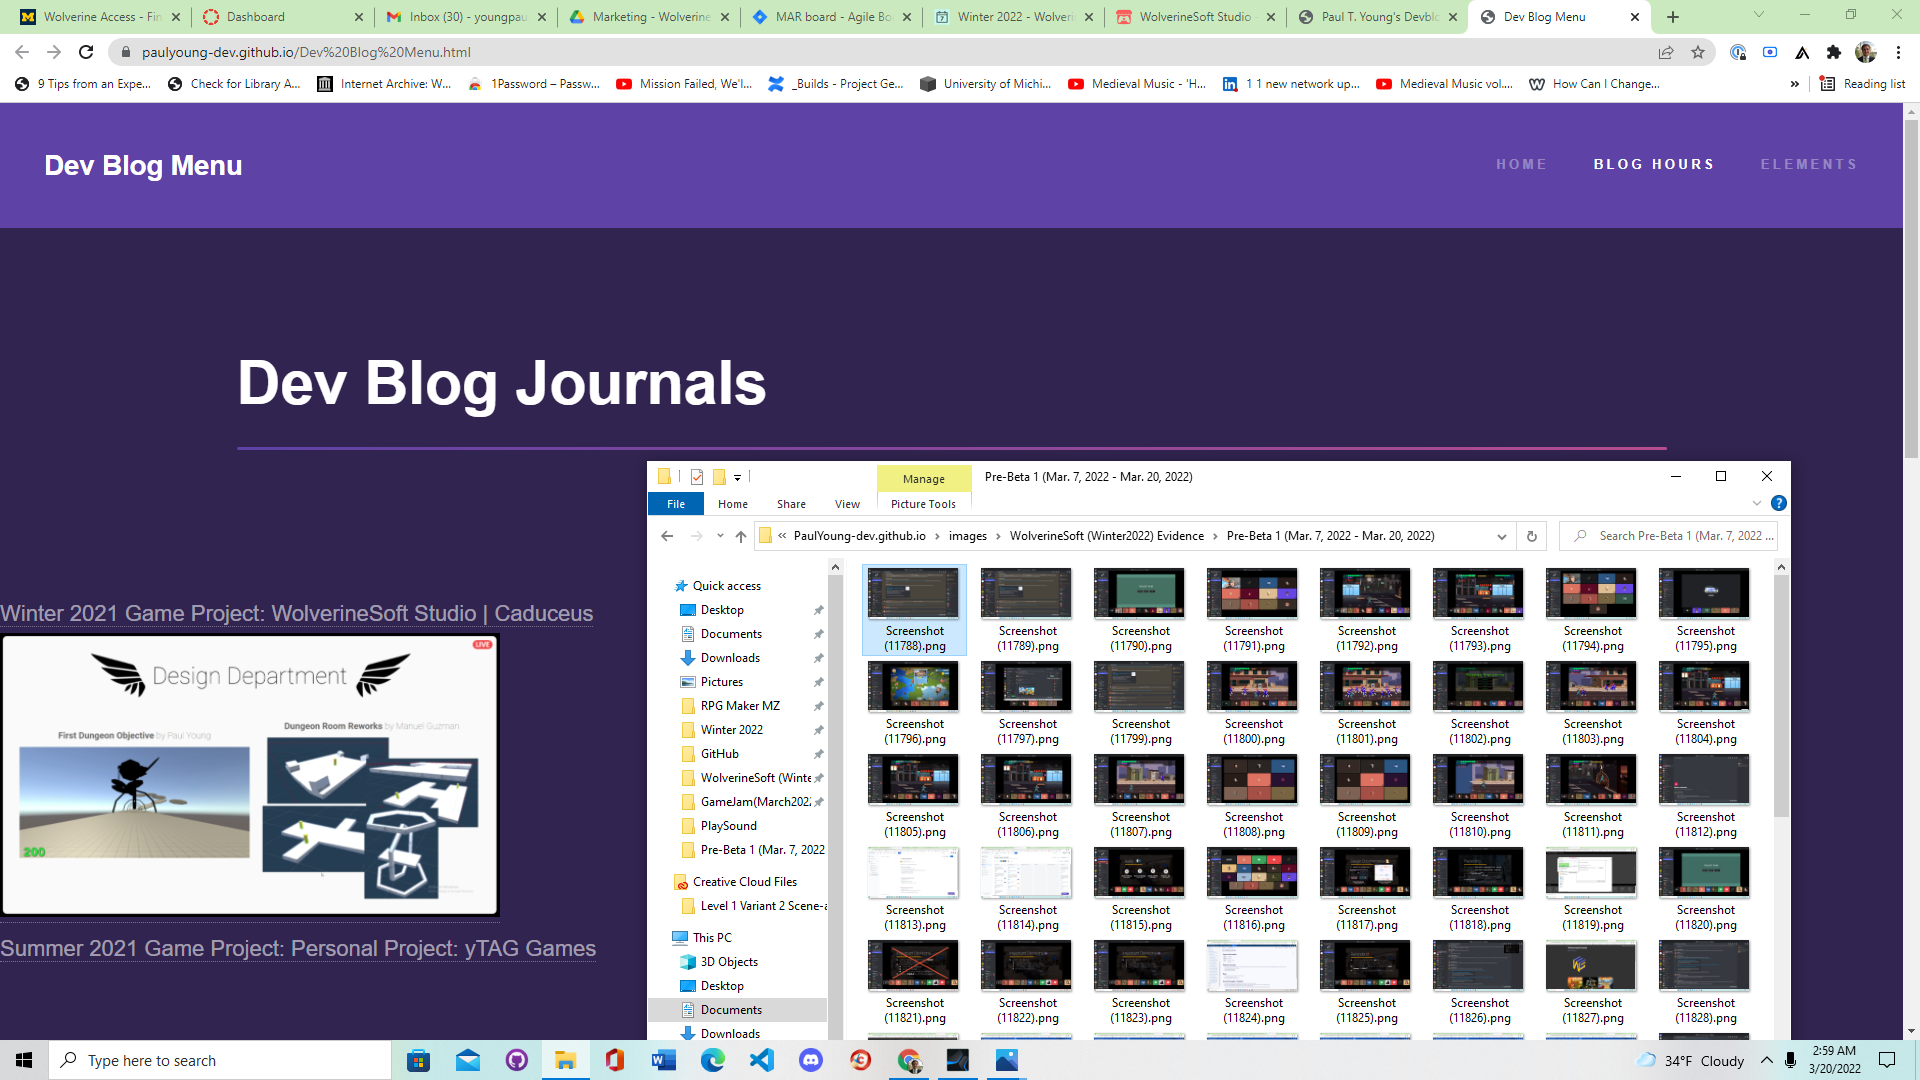 Wolverine Access - Fin
Dashboard
Inbox (30) - youngpau
Marketing - Wolverine
MAR board - Agile Bo
Winter 2022 - Wolveri
WolverineSoft Studio
Paul T. Young's Devblo
Dev Blog Menu
paulyoung-dev.github.io/Dev%20Blog%20Menu.html
9 Tips from an Expe...
Check for Library A...
Internet Archive: W...
1Password – Passw...
Mission Failed, We'l...
_Builds - Project Ge...
University of Michi...
Medieval Music - 'H...
1 1 new network up...
Medieval Music vol....
How Can I Change...
»
Reading list
Dev Blog Menu
HOME
BLOG HOURS
ELEMENTS
Dev Blog Journals
Winter 2021 Game Project: WolverineSoft Studio | Caduceus
LIVE
Design Department
First Dungeon Objective by Paul Young
Dungeon Room Reworks by Manuel Guzman
200
Summer 2021 Game Project: Personal Project: yTAG Games
Manage
Pre-Beta 1 (Mar. 7, 2022 - Mar. 20, 2022)
File
Home
Share
View
Picture Tools
« PaulYoung-dev.github.io › images › WolverineSoft (Winter2022) Evidence › Pre-Beta 1 (Mar. 7, 2022 - Mar. 20, 2022)
Search Pre-Beta 1 (Mar. 7, 2022 ...
Quick access
Desktop
Documents
Downloads
Pictures
RPG Maker MZ
Winter 2022
GitHub
WolverineSoft (Winte
GameJam(March202
PlaySound
Pre-Beta 1 (Mar. 7, 2022
Creative Cloud Files
Level 1 Variant 2 Scene-a
This PC
3D Objects
Desktop
Documents
Downloads
Screenshot (11788).png
Screenshot (11789).png
Screenshot (11790).png
Screenshot (11791).png
Screenshot (11792).png
Screenshot (11793).png
Screenshot (11794).png
Screenshot (11795).png
Screenshot (11796).png
Screenshot (11797).png
Screenshot (11799).png
Screenshot (11800).png
Screenshot (11801).png
Screenshot (11802).png
Screenshot (11803).png
Screenshot (11804).png
Screenshot (11805).png
Screenshot (11806).png
Screenshot (11807).png
Screenshot (11808).png
Screenshot (11809).png
Screenshot (11810).png
Screenshot (11811).png
Screenshot (11812).png
Screenshot (11813).png
Screenshot (11814).png
Screenshot (11815).png
Screenshot (11816).png
Screenshot (11817).png
Screenshot (11818).png
Screenshot (11819).png
Screenshot (11820).png
Screenshot (11821).png
Screenshot (11822).png
Screenshot (11823).png
Screenshot (11824).png
Screenshot (11825).png
Screenshot (11826).png
Screenshot (11827).png
Screenshot (11828).png
Type here to search
34°F Cloudy
2:59 AM
3/20/2022